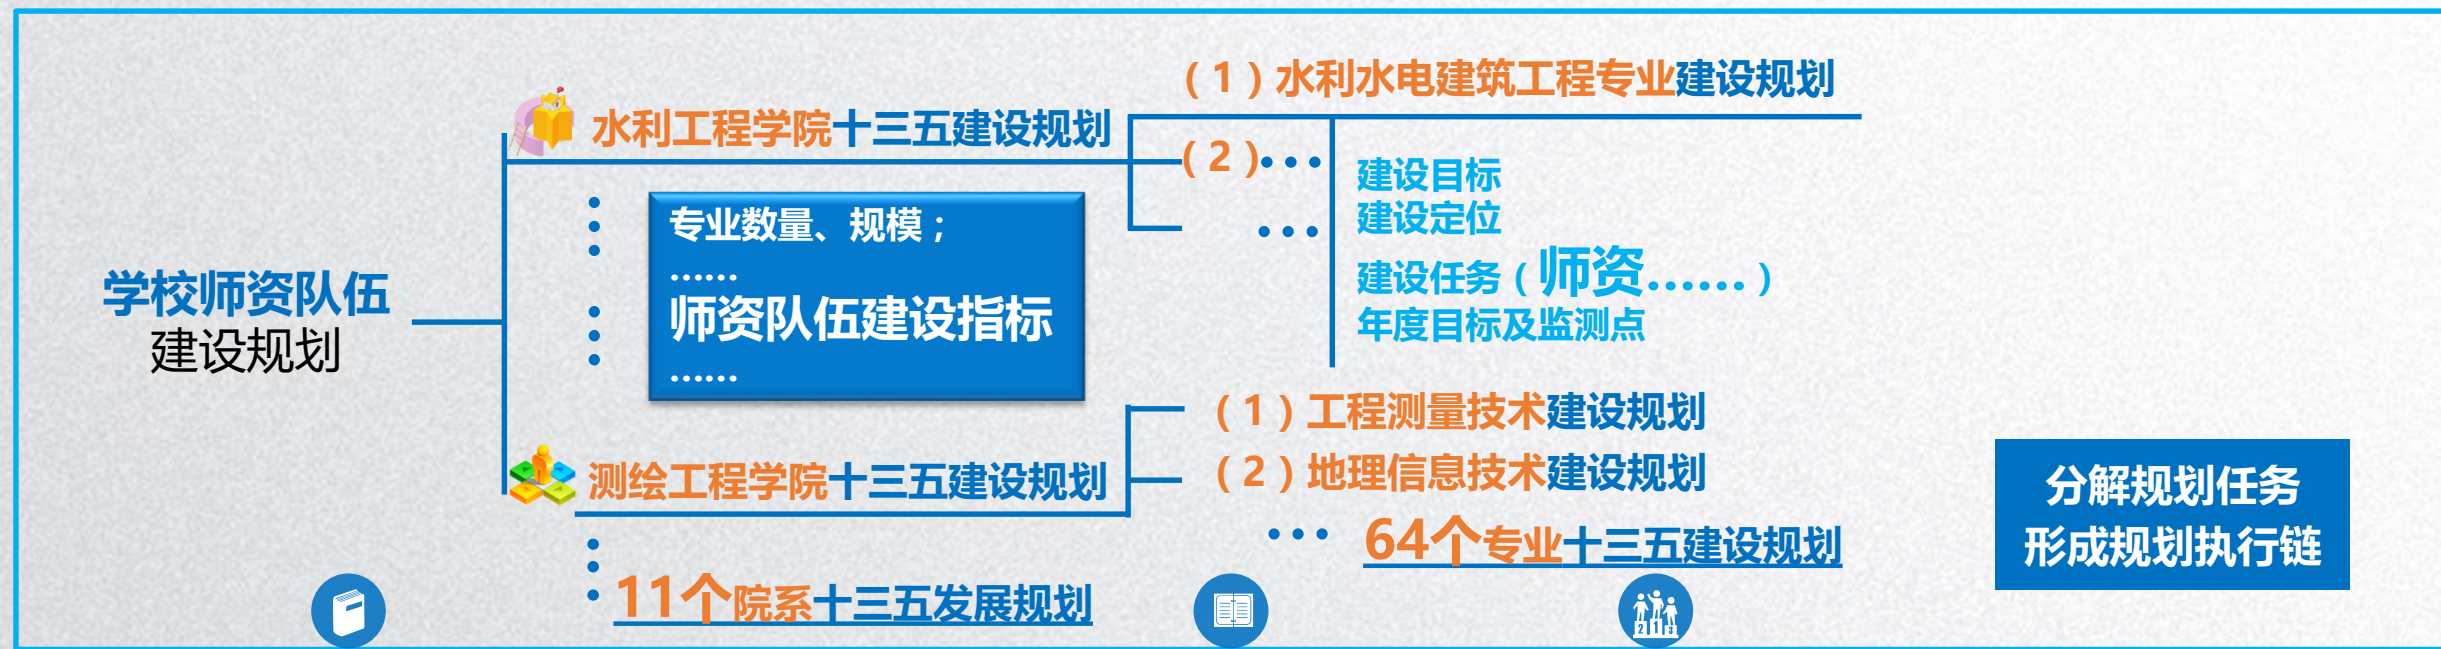 学校师资队伍
建设规划
水利工程学院十三五建设规划
专业数量、规模；
......
师资队伍建设指标
......
测绘工程学院十三五建设规划
11个院系十三五发展规划
（1）水利水电建筑工程专业建设规划
（2）...
...
建设目标
建设定位
建设任务（师资......）
年度目标及监测点
（1）工程测量技术建设规划
（2）地理信息技术建设规划
... 64个专业十三五建设规划
分解规划任务
形成规划执行链
2 1 3